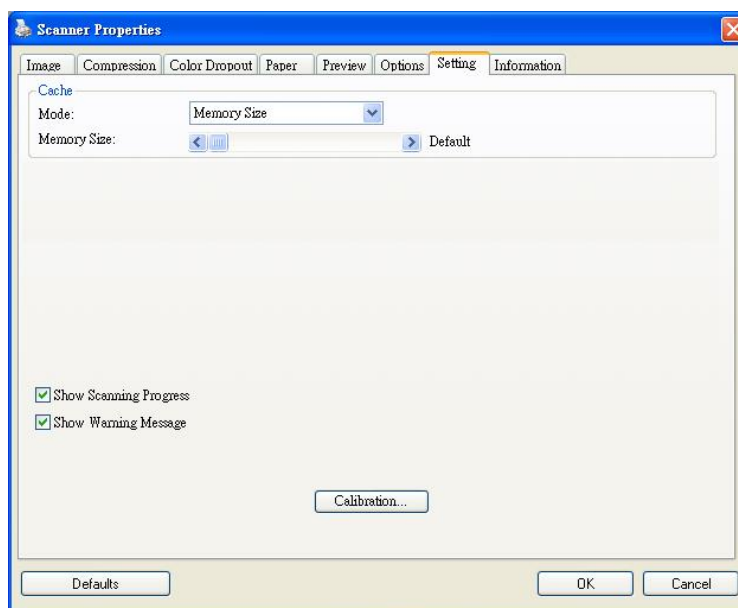 Scanner Properties
Image Compression Color Dropout Paper Preview Options Setting Information
Cache
Mode: Memory Size
Memory Size: Default
Show Scanning Progress
Show Warning Message
Calibration...
Defaults OK Cancel